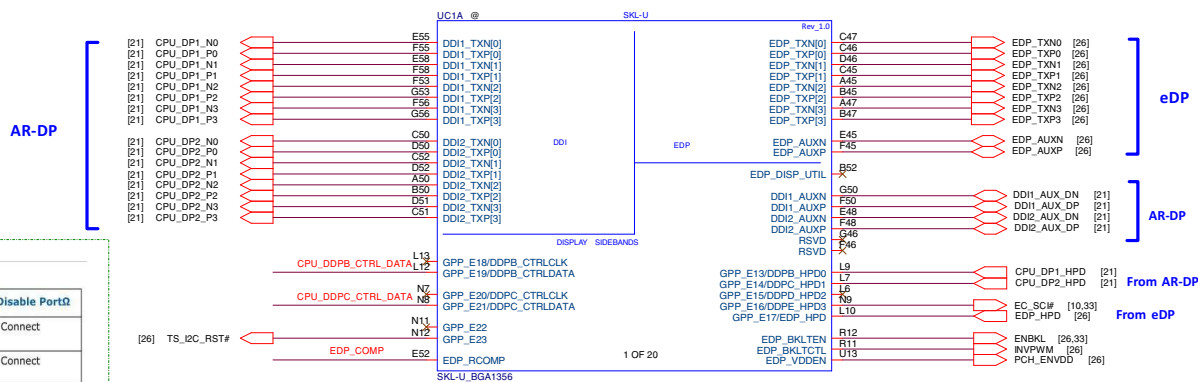 UC1A @ SKL-U
Rev_1.0
[21] CPU_DP1_N0 E55 DDI1_TXN[0] EDP_TXN[0] C47 EDP_TXN0 [26]
[21] CPU_DP1_P0 F55 DDI1_TXP[0] EDP_TXP[0] C46 EDP_TXP0 [26]
[21] CPU_DP1_N1 E58 DDI1_TXN[1] EDP_TXN[1] D46 EDP_TXN1 [26]
[21] CPU_DP1_P1 F58 DDI1_TXP[1] EDP_TXP[1] C45 EDP_TXP1 [26]
[21] CPU_DP1_N2 F53 DDI1_TXN[2] EDP_TXN[2] A45 EDP_TXN2 [26]
[21] CPU_DP1_P2 G53 DDI1_TXP[2] EDP_TXP[2] B45 EDP_TXP2 [26]
[21] CPU_DP1_N3 F56 DDI1_TXN[3] EDP_TXN[3] A47 EDP_TXN3 [26]
[21] CPU_DP1_P3 G56 DDI1_TXP[3] EDP_TXP[3] B47 EDP_TXP3 [26]
AR-DP
eDP
[21] CPU_DP2_N0 C50 DDI2_TXN[0] DDI EDP EDP_AUXN E45 EDP_AUXN [26]
[21] CPU_DP2_P0 D50 DDI2_TXP[0] EDP_AUXP F45 EDP_AUXP [26]
[21] CPU_DP2_N1 C52 DDI2_TXN[1]
[21] CPU_DP2_P1 D52 DDI2_TXP[1] EDP_DISP_UTIL B52
[21] CPU_DP2_N2 A50 DDI2_TXN[2]
[21] CPU_DP2_P2 B50 DDI2_TXP[2] DDI1_AUXN G50 DDI1_AUX_DN [21]
[21] CPU_DP2_N3 D51 DDI2_TXN[3] DDI1_AUXP F50 DDI1_AUX_DP [21]
[21] CPU_DP2_P3 C51 DDI2_TXP[3] DDI2_AUXN E48 DDI2_AUX_DN [21]
DDI2_AUXP F48 DDI2_AUX_DP [21]
AR-DP
DISPLAY SIDEBANDS RSVD G46
RSVD F46
L13 GPP_E18/DDPB_CTRLCLK
CPU_DDPB_CTRL_DATA L12 GPP_E19/DDPB_CTRLDATA GPP_E13/DDPB_HPD0 L9 CPU_DP1_HPD [21]
GPP_E14/DDPC_HPD1 L7 CPU_DP2_HPD [21] From AR-DP
N7 GPP_E20/DDPC_CTRLCLK GPP_E15/DDPD_HPD2 L6
CPU_DDPC_CTRL_DATA N8 GPP_E21/DDPC_CTRLDATA GPP_E16/DDPE_HPD3 N9 EC_SCI# [10,33]
GPP_E17/EDP_HPD L10 EDP_HPD [26] From eDP
N11 GPP_E22
[26] TS_I2C_RST# N12 GPP_E23 EDP_BKLTEN R12 ENBKL [26,33]
EDP_BKLTCTL R11 INVPWM [26]
EDP_COMP E52 EDP_RCOMP 1 OF 20 EDP_VDDEN U13 PCH_ENVDD [26]
SKL-U_BGA1356
Disable PortΩ
Connect
Connect